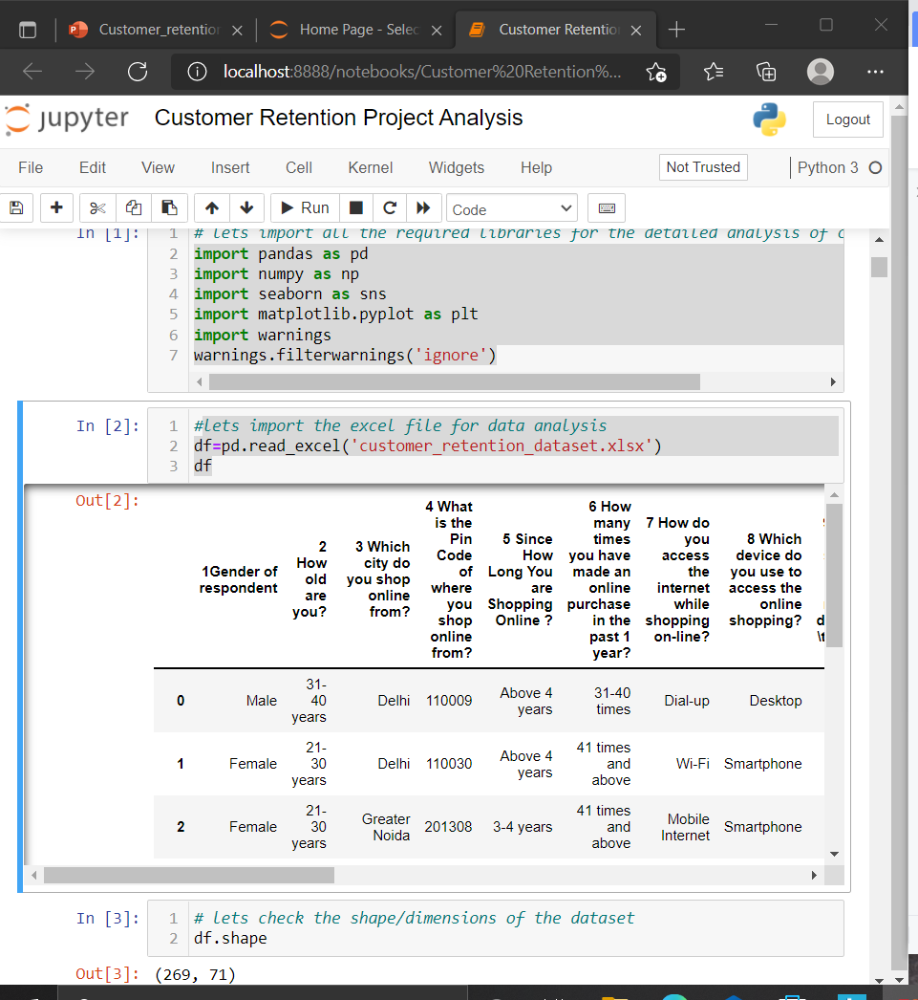 Customer_retention
Home Page - Selec
Customer Retentio
localhost:8888/notebooks/Customer%20Retention%...
jupyter
Customer Retention Project Analysis
Logout
File Edit View Insert Cell Kernel Widgets Help
Not Trusted
Python 3
Run
Code
In [1]:
1 # lets import all the required libraries for the detailed analysis of c
2 import pandas as pd
3 import numpy as np
4 import seaborn as sns
5 import matplotlib.pyplot as plt
6 import warnings
7 warnings.filterwarnings('ignore')
In [2]:
1 #lets import the excel file for data analysis
2 df=pd.read_excel('customer_retention_dataset.xlsx')
3 df
Out[2]:
1Gender of
respondent
2
How
old
are
you?
3 Which
city do
you shop
online
from?
4 What
is the
Pin
Code
of
where
you
shop
online
from?
5 Since
How
Long You
are
Shopping
Online ?
6 How
many
times
you have
made an
online
purchase
in the
past 1
year?
7 How do
you
access
the
internet
while
shopping
on-line?
8 Which
device do
you use to
access the
online
shopping?
0 Male 31-40 years Delhi 110009 Above 4 years 31-40 times Dial-up Desktop
1 Female 21-30 years Delhi 110030 Above 4 years 41 times and above Wi-Fi Smartphone
2 Female 21-30 years Greater Noida 201308 3-4 years 41 times and above Mobile Internet Smartphone
In [3]:
1 # lets check the shape/dimensions of the dataset
2 df.shape
Out[3]: (269, 71)